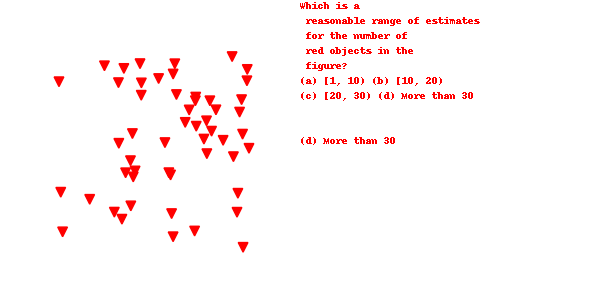 Which is a
reasonable range of estimates
for the number of
red objects in the
figure?
(a) [1, 10) (b) [10, 20)
(c) [20, 30) (d) More than 30
(d) More than 30